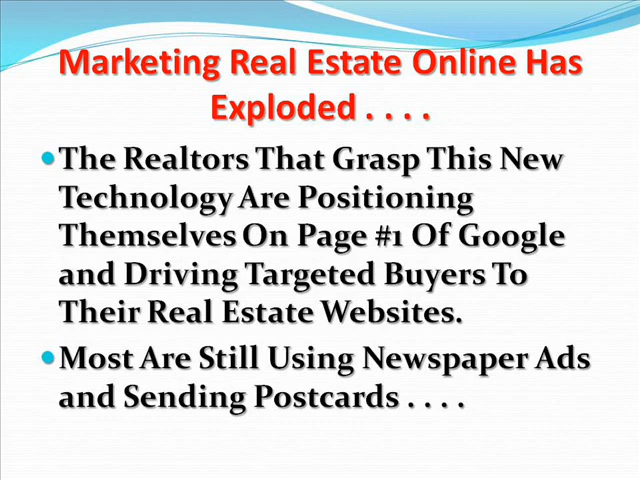 Marketing Real Estate Online Has
Exploded . . . .
The Realtors That Grasp This New
Technology Are Positioning
Themselves On Page #1 Of Google
and Driving Targeted Buyers To
Their Real Estate Websites.
Most Are Still Using Newspaper Ads
and Sending Postcards . . . .